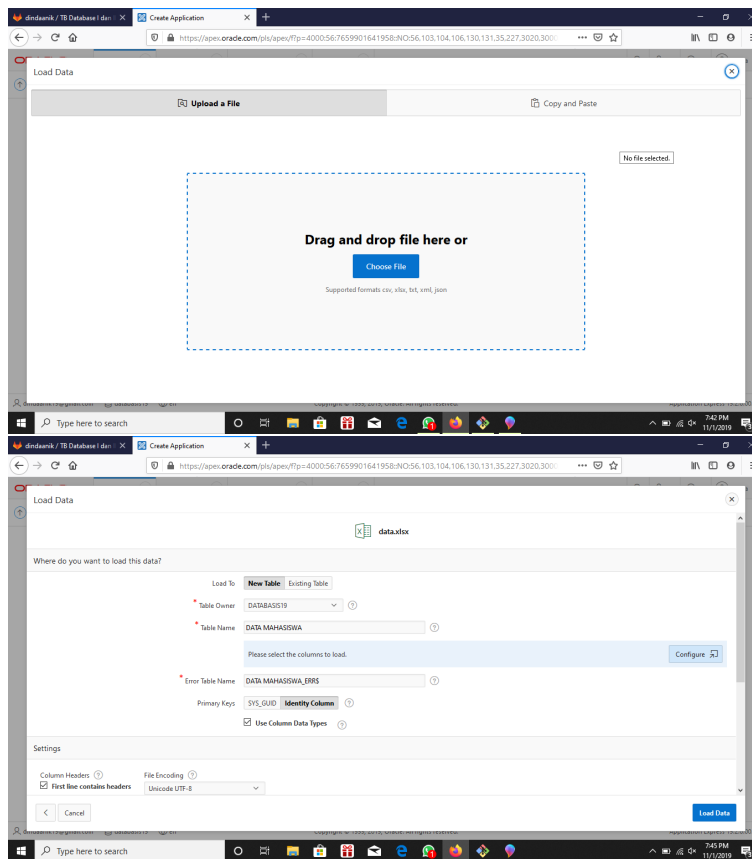 dindaanik / TB Database I dan
Create Application
https://apex.oracle.com/pls/apex/f?p=4000:56:7659901641958::NO:56,103,104,106,130,131,35,227,3020,300
Load Data
Upload a File
Copy and Paste
No file selected.
Drag and drop file here or
Choose File
Supported formats csv, xlsx, txt, xml, json
Type here to search
7:42 PM
11/1/2019
dindaanik / TB Database I dan
Create Application
https://apex.oracle.com/pls/apex/f?p=4000:56:7659901641958::NO:56,103,104,106,130,131,35,227,3020,300
Load Data
data.xlsx
Where do you want to load this data?
Load To New Table Existing Table
* Table Owner DATABASIS19
* Table Name DATA MAHASISWA
Please select the columns to load.
Configure
* Error Table Name DATA MAHASISWA_ERR$
Primary Keys SYS_GUID Identity Column
Use Column Data Types
Settings
Column Headers File Encoding
First line contains headers Unicode UTF-8
Cancel
Load Data
Type here to search
7:45 PM
11/1/2019